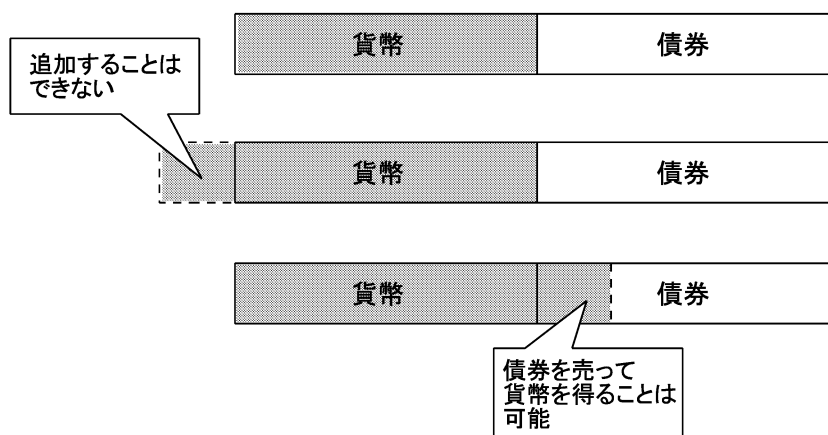 貨幣 債券
追加することは
できない
貨幣 債券
貨幣 債券
債券を売って
貨幣を得ることは
可能